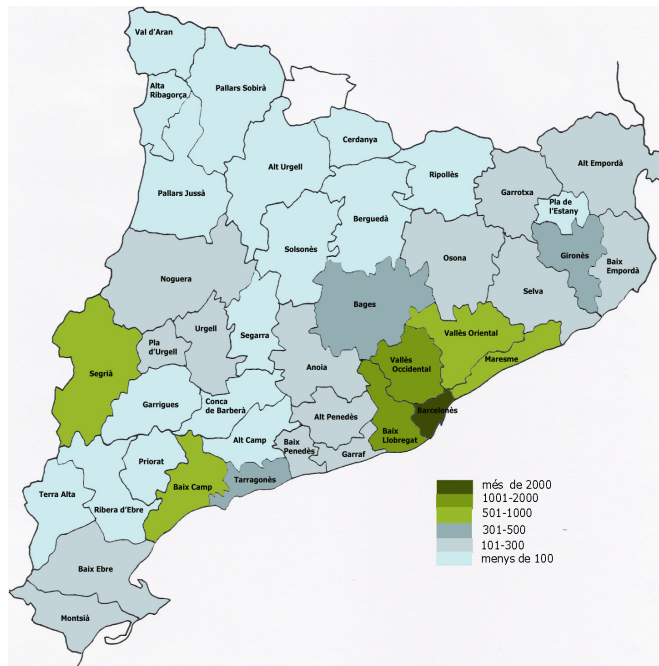 Val d'Aran
Alta
Ribagorça
Pallars Sobirà
Cerdanya
Alt Urgell
Ripollès
Alt Empordà
Garrotxa
Pallars Jussà
Pla de
l'Estany
Berguedà
Solsonès
Gironès
Osona
Baix
Empordà
Noguera
Selva
Bages
Urgell
Segarra
Vallès Oriental
Pla
d'Urgell
Vallès
Occidental
Maresme
Anoia
Segrià
Garrigues
Conca
de Barberà
Barcelonès
Alt Penedès
Baix
Llobregat
Alt Camp
Baix
Penedès
Garraf
Priorat
Tarragonès
Baix Camp
Terra Alta
Ribera d'Ebre
Baix Ebre
Montsià
més de 2000
1001-2000
501-1000
301-500
101-300
menys de 100